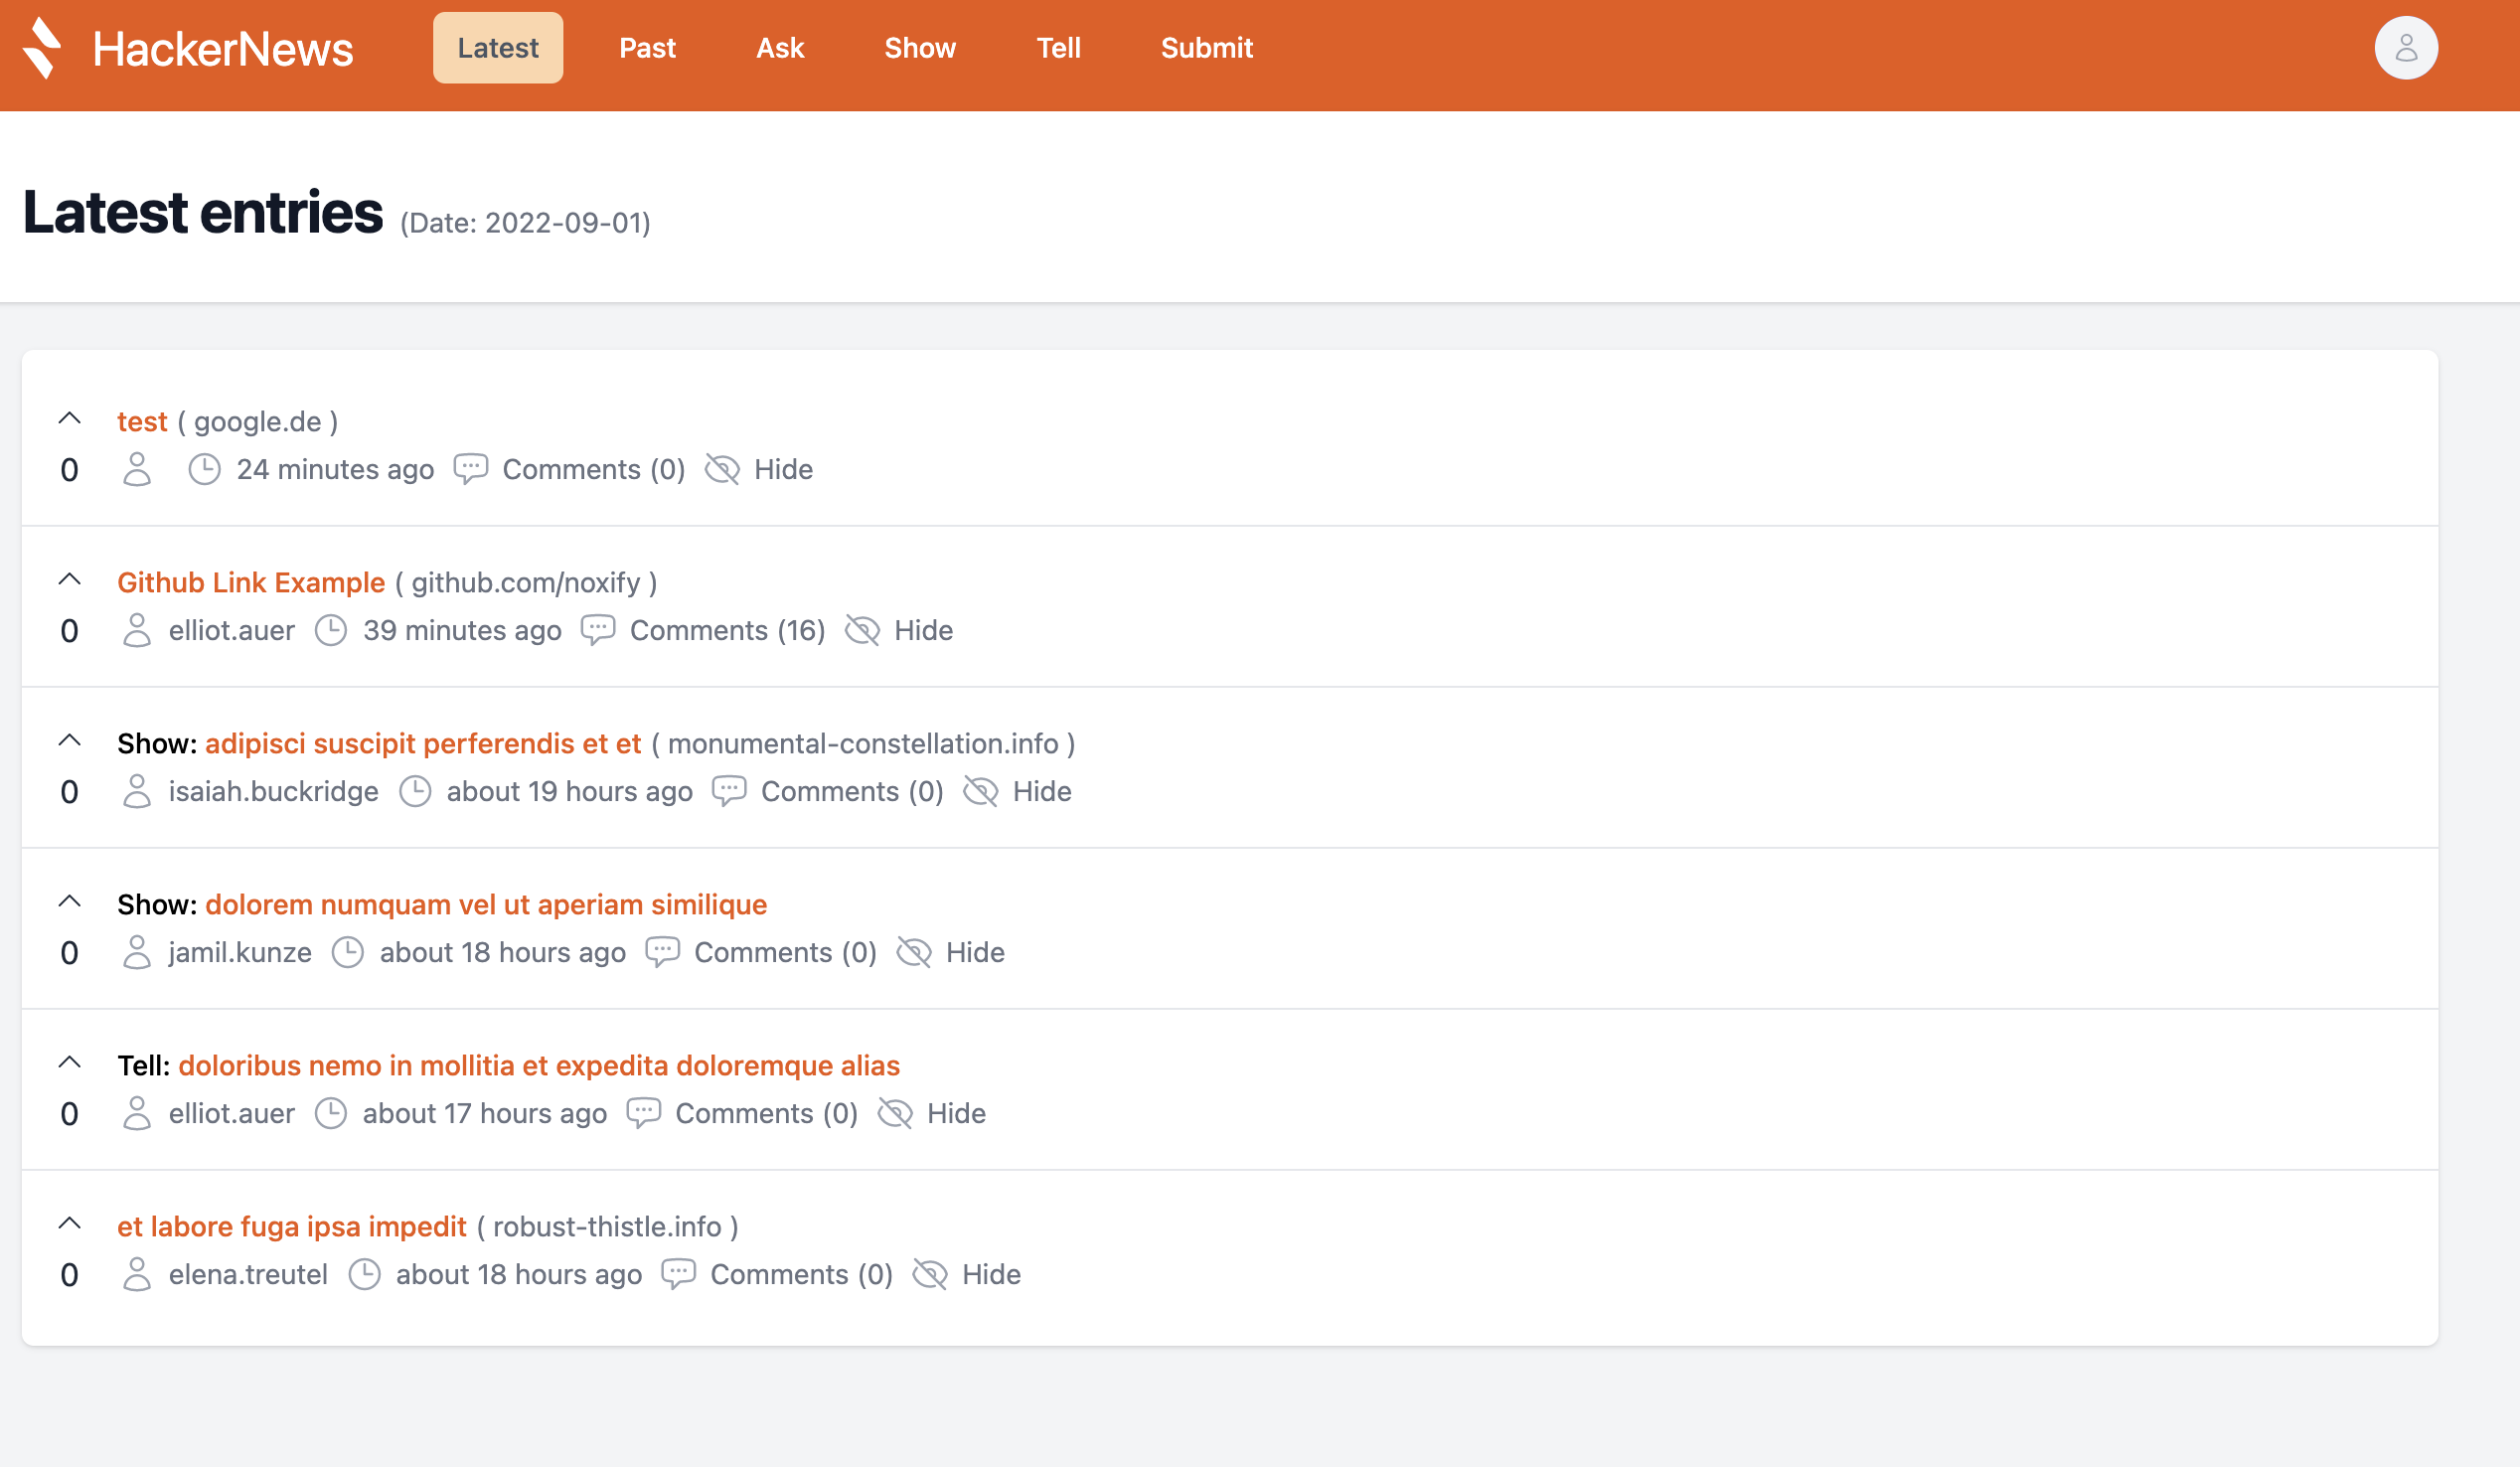 HackerNews Latest Past Ask Show Tell Submit
Latest entries (Date: 2022-09-01)
test ( google.de )
0 24 minutes ago Comments (0) Hide
Github Link Example ( github.com/noxify )
0 elliot.auer 39 minutes ago Comments (16) Hide
Show: adipisci suscipit perferendis et et ( monumental-constellation.info )
0 isaiah.buckridge about 19 hours ago Comments (0) Hide
Show: dolorem numquam vel ut aperiam similique
0 jamil.kunze about 18 hours ago Comments (0) Hide
Tell: doloribus nemo in mollitia et expedita doloremque alias
0 elliot.auer about 17 hours ago Comments (0) Hide
et labore fuga ipsa impedit ( robust-thistle.info )
0 elena.treutel about 18 hours ago Comments (0) Hide